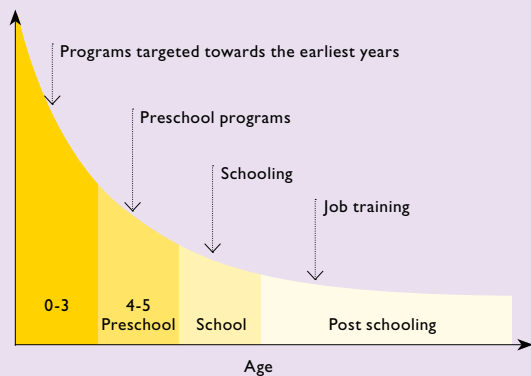 Programs targeted towards the earliest years
Preschool programs
Schooling
Job training
0-3
4-5
Preschool
School
Post schooling
Age